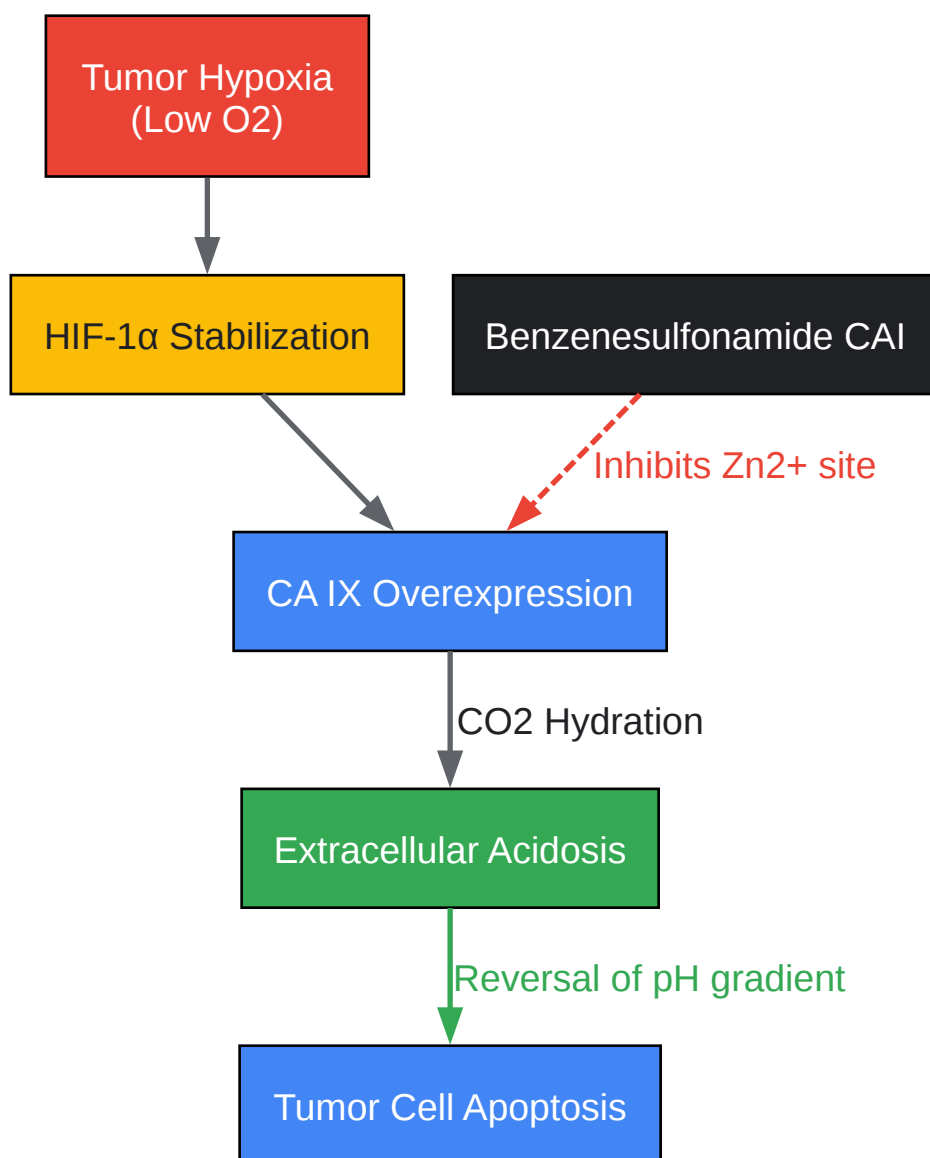 Tumor Hypoxia
(Low O2)
HIF-1α Stabilization
Benzenesulfonamide CAI
Inhibits Zn2+ site
CA IX Overexpression
CO2 Hydration
Extracellular Acidosis
Reversal of pH gradient
Tumor Cell Apoptosis